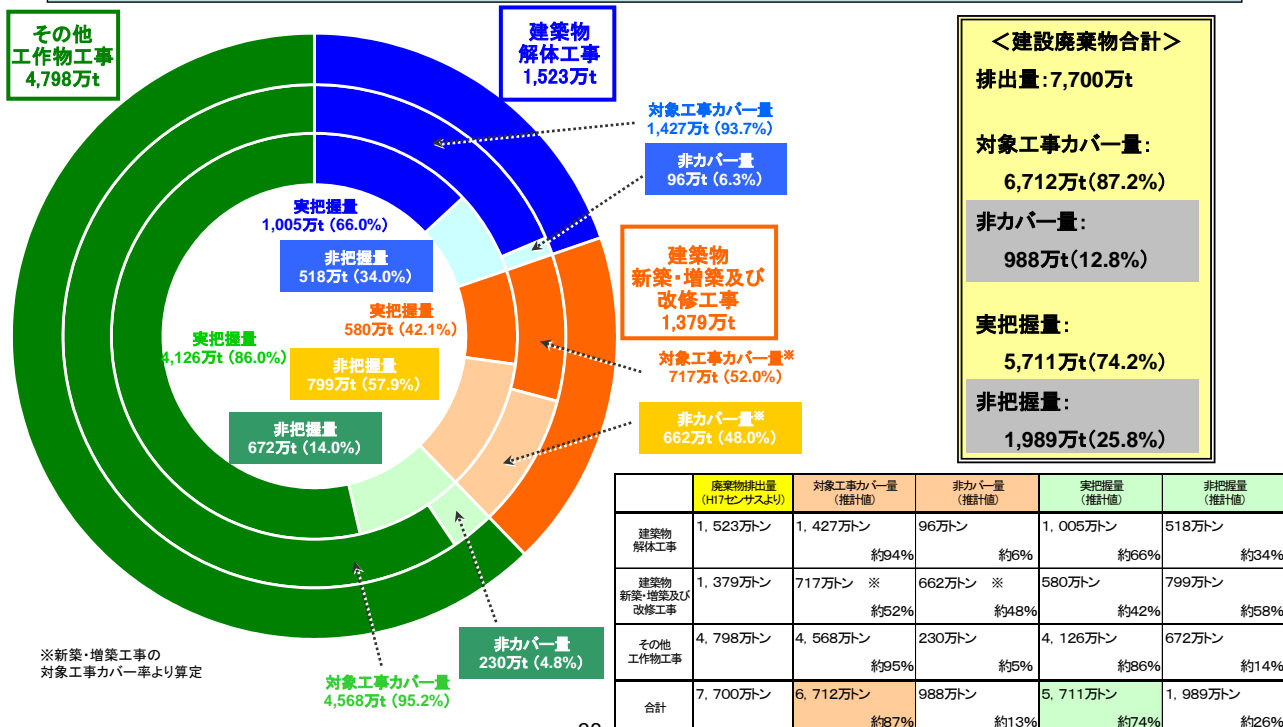 その他
工作物工事
4,798万t
建築物
解体工事
1,523万t
対象工事カバー量
1,427万t (93.7%)
非カバー量
96万t (6.3%)
実把握量
1,005万t (66.0%)
非把握量
518万t (34.0%)
建築物
新築・増築及び
改修工事
1,379万t
実把握量
580万t (42.1%)
実把握量
4,126万t (86.0%)
非把握量
799万t (57.9%)
対象工事カバー量※
717万t (52.0%)
非カバー量※
662万t (48.0%)
非把握量
672万t (14.0%)
非カバー量
230万t (4.8%)
対象工事カバー量
4,568万t (95.2%)
※新築・増築工事の
対象工事カバー率より算定
＜建設廃棄物合計＞
排出量:7,700万t
対象工事カバー量:
6,712万t(87.2%)
非カバー量:
988万t(12.8%)
実把握量:
5,711万t(74.2%)
非把握量:
1,989万t(25.8%)
廃棄物排出量 対象工事カバー量 非カバー量 実把握量 非把握量
(H17センサスより) (推計値) (推計値) (推計値) (推計値)
建築物
解体工事
1, 523万トン 1, 427万トン 96万トン 1, 005万トン 518万トン
約94% 約6% 約66% 約34%
建築物
新築・増築及び
改修工事
1, 379万トン 717万トン ※ 662万トン ※ 580万トン 799万トン
約52% 約48% 約42% 約58%
その他
工作物工事
4, 798万トン 4, 568万トン 230万トン 4, 126万トン 672万トン
約95% 約5% 約86% 約14%
合計
7, 700万トン 6, 712万トン 988万トン 5, 711万トン 1, 989万トン
約87% 約13% 約74% 約26%